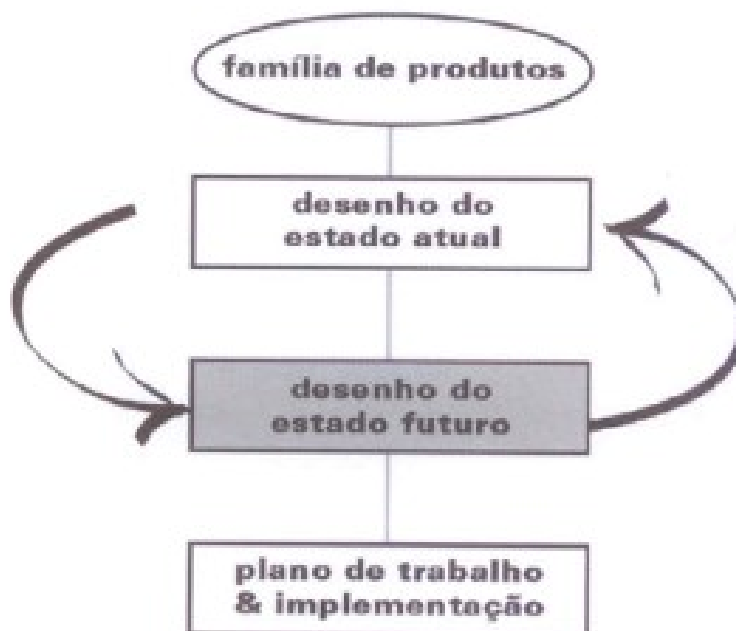 família de produtos
desenho do
estado atual
desenho do
estado futuro
plano de trabalho
& implementação